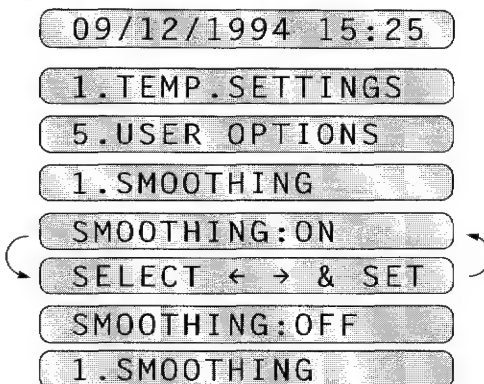 09/12/1994 15:25
1.TEMP.SETTINGS
5.USER OPTIONS
1.SMOOTHING
SMOOTHING:ON
SELECT ← → & SET
SMOOTHING:OFF
1.SMOOTHING